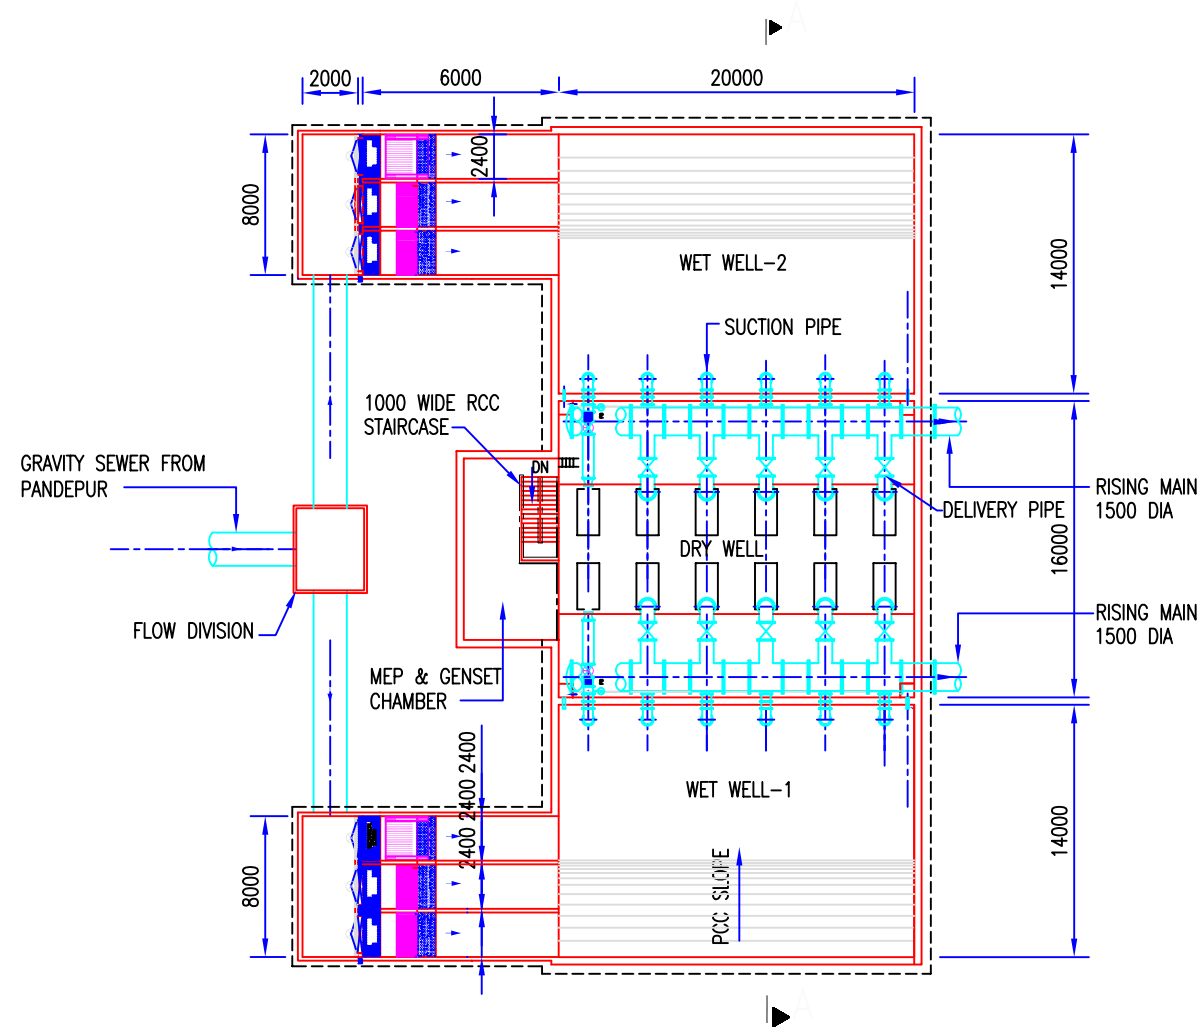 A
2000
6000
20000
2400
8000
14000
WET WELL-2
SUCTION PIPE
1000 WIDE RCC
STAIRCASE
GRAVITY SEWER FROM
PANDEPUR
DN
RISING MAIN
1500 DIA
DELIVERY PIPE
DRY WELL
16000
FLOW DIVISION
RISING MAIN
1500 DIA
MEP & GENSET
CHAMBER
2400
2400
2400
WET WELL-1
8000
PCC SLOPE
14000
A